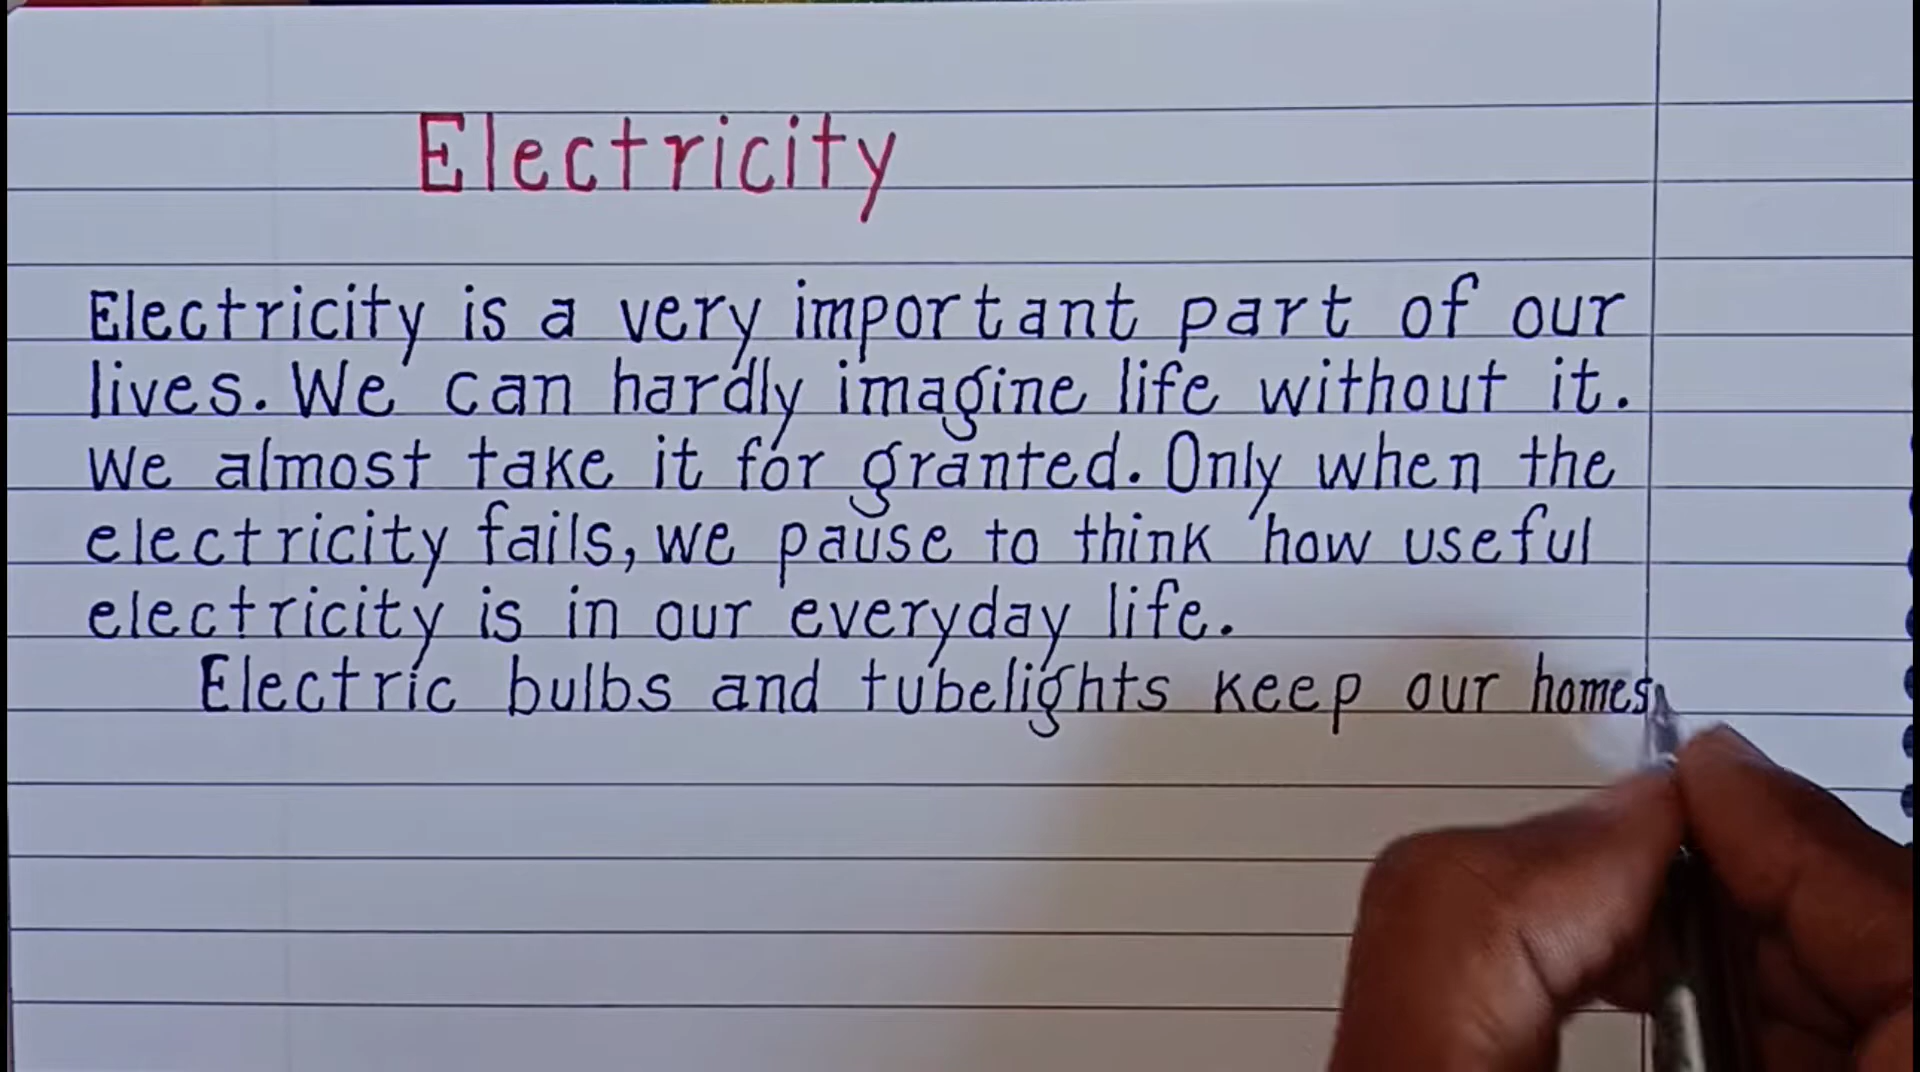 Electricity
Electricity is a very important part of our
lives. We can hardly imagine life without it.
We almost take it for granted. Only when the
electricity fails, we pause to think how useful
electricity is in our everyday life.
Electric bulbs and tubelights keep our homes